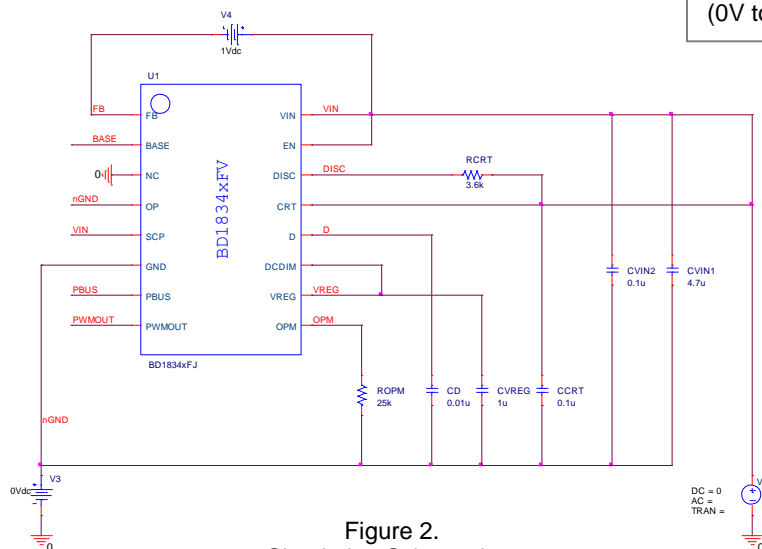 (0V to
V4
1Vdc
U1
FB
FB
VIN
VIN
BASE
BASE
EN
RCRT
0
NC
DISC
DISC
3.6k
nGND
OP
CRT
BD1834xFV
VIN
SCP
D
D
GND
DCDIM
CVIN2
0.1u
CVIN1
4.7u
PBUS
PBUS
VREG
VREG
PWMOUT
PWMOUT
OPM
OPM
BD1834xFJ
ROPM
25k
CD
0.01u
CVREG
1u
CCRT
0.1u
nGND
V3
0Vdc
0
DC = 0
AC =
TRAN =
V
0
Figure 2.